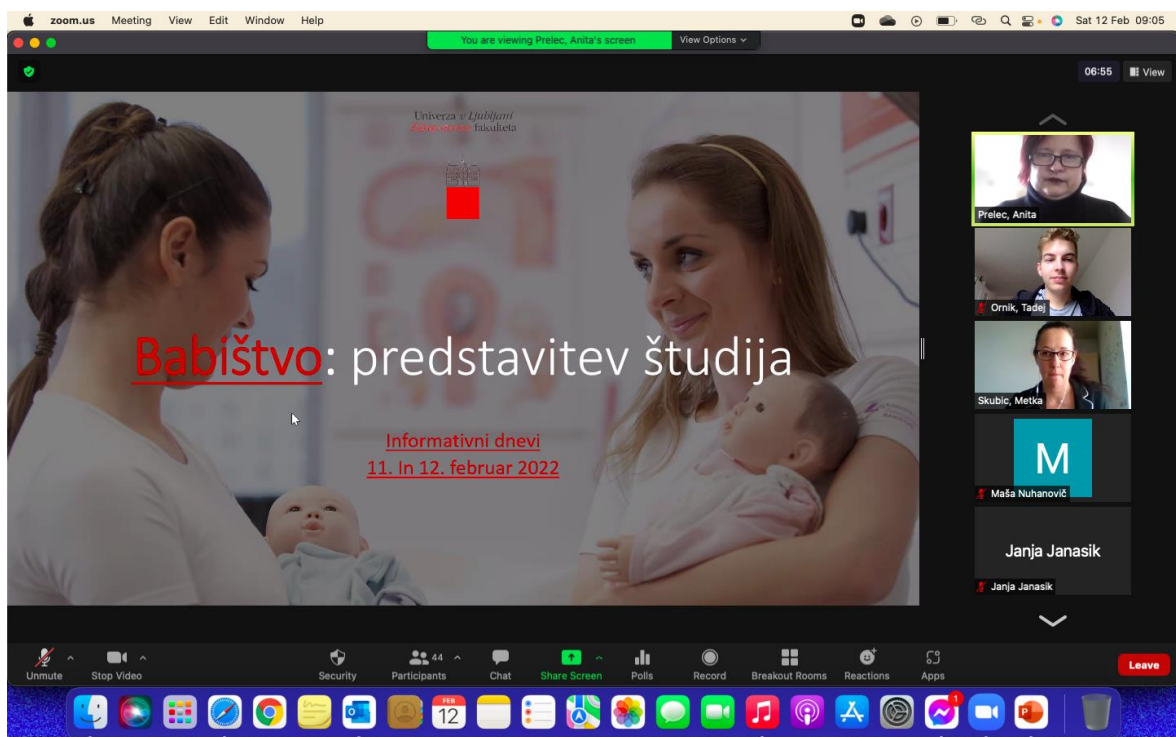 zoom.us Meeting View Edit Window Help
Sat 12 Feb 09:05
You are viewing Prelec, Anita's screen
View Options
06:55
View
Univerza v Ljubljani
Zdravstvena fakulteta
Babištvo: predstavitev študija
Informativni dnevi
11. In 12. februar 2022
Prelec, Anita
Ornik, Tadej
Skubic, Metka
M
Maša Nuhanovič
Janja Janasik
Janja Janasik
Unmute
Stop Video
Security
44
Participants
Chat
Share Screen
Polls
Record
Breakout Rooms
Reactions
Apps
Leave
FEB
12
1